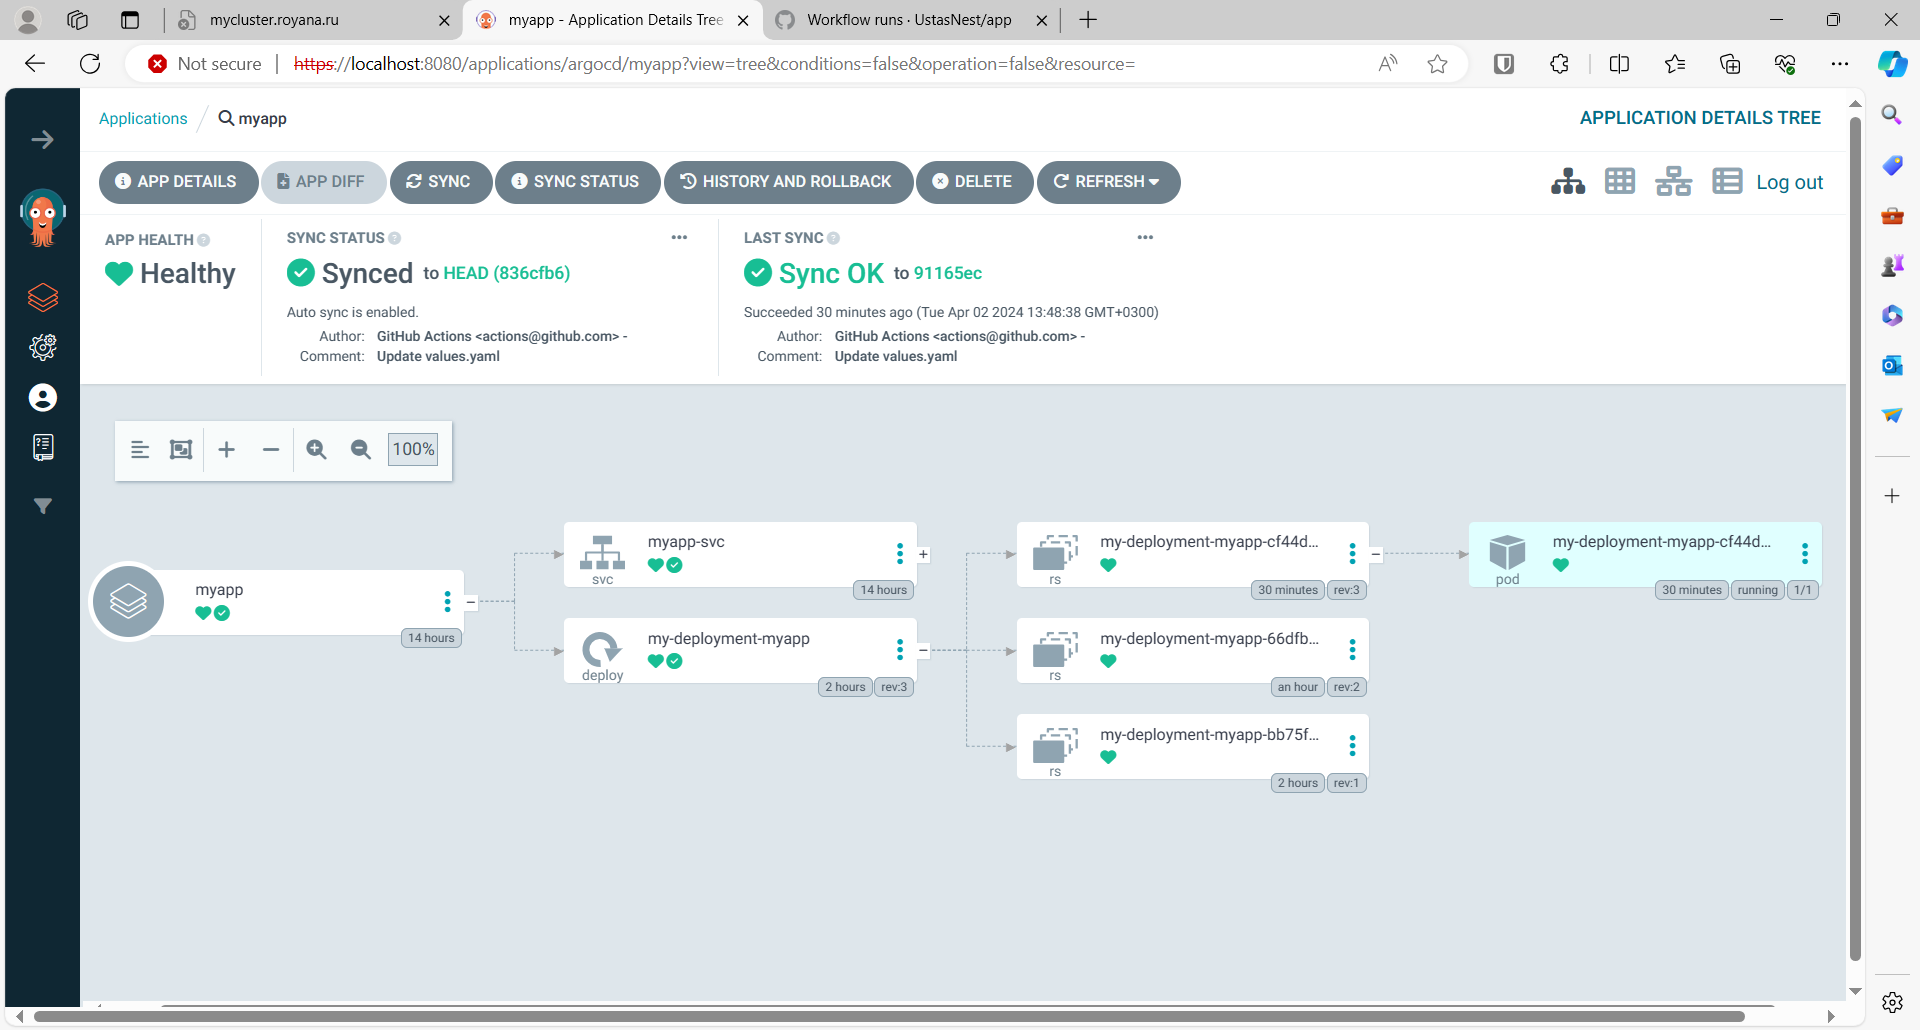 mycluster.royana.ru
myapp - Application Details Tree
Workflow runs · UstasNest/app
Not secure
https://localhost:8080/applications/argocd/myapp?view=tree&conditions=false&operation=false&resource=
Applications
myapp
APPLICATION DETAILS TREE
APP DETAILS
APP DIFF
SYNC
SYNC STATUS
HISTORY AND ROLLBACK
DELETE
REFRESH
Log out
APP HEALTH
Healthy
SYNC STATUS
Synced to HEAD (836cfb6)
Auto sync is enabled.
Author: GitHub Actions <actions@github.com> -
Comment: Update values.yaml
LAST SYNC
Sync OK to 91165ec
Succeeded 30 minutes ago (Tue Apr 02 2024 13:48:38 GMT+0300)
Author: GitHub Actions <actions@github.com> -
Comment: Update values.yaml
100%
myapp
14 hours
myapp-svc
svc
14 hours
my-deployment-myapp
deploy
2 hours
rev:3
my-deployment-myapp-cf44d...
rs
30 minutes
rev:3
my-deployment-myapp-66dfb...
rs
an hour
rev:2
my-deployment-myapp-bb75f...
rs
2 hours
rev:1
my-deployment-myapp-cf44d...
pod
30 minutes
running
1/1